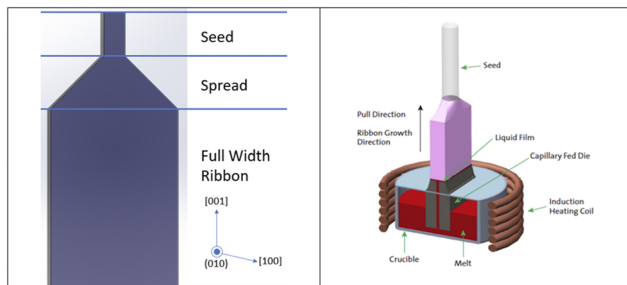 Seed
Spread
Full Width
Ribbon
[001]
(010)
[100]
Seed
Pull Direction
Ribbon Growth
Direction
Liquid Film
Capillary Fed Die
Induction
Heating Coil
Crucible
Melt